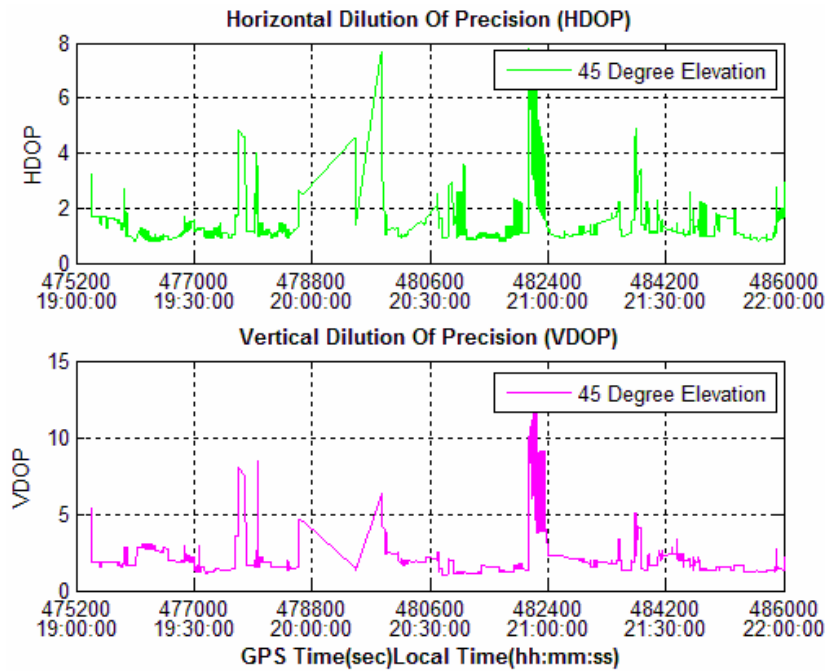 Horizontal Dilution Of Precision (HDOP)
8
6
4
2
0
HDOP
45 Degree Elevation
475200 477000 478800 480600 482400 484200 486000
19:00:00 19:30:00 20:00:00 20:30:00 21:00:00 21:30:00 22:00:00
Vertical Dilution Of Precision (VDOP)
15
10
5
0
VDOP
45 Degree Elevation
475200 477000 478800 480600 482400 484200 486000
19:00:00 19:30:00 20:00:00 20:30:00 21:00:00 21:30:00 22:00:00
GPS Time(sec)Local Time(hh:mm:ss)